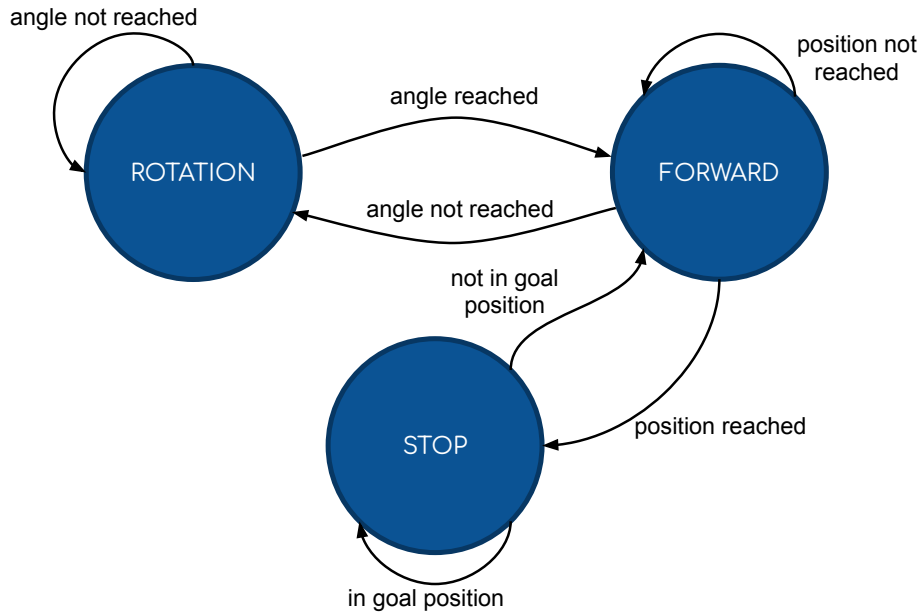 angle not reached
position not
reached
angle reached
ROTATION
FORWARD
angle not reached
not in goal
position
position reached
STOP
in goal position